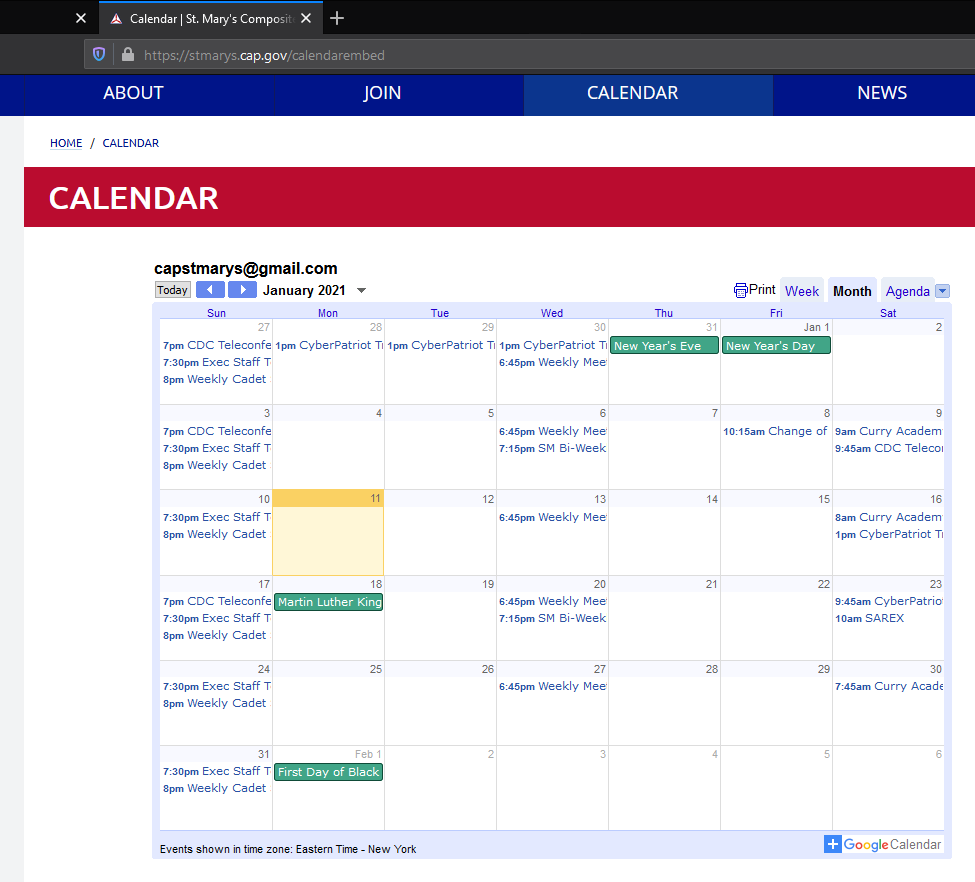 Calendar | St. Mary's Composit
https://stmarys.cap.gov/calendarembed
ABOUT JOIN CALENDAR NEWS
HOME / CALENDAR
CALENDAR
capstmarys@gmail.com
Today January 2021 Print Week Month Agenda
Sun Mon Tue Wed Thu Fri Sat
27 28 29 30 31 Jan 1 2
7pm CDC Teleconfe 1pm CyberPatriot Tr 1pm CyberPatriot Tr 1pm CyberPatriot Tr New Year's Eve New Year's Day
7:30pm Exec Staff T 6:45pm Weekly Mee
8pm Weekly Cadet
3 4 5 6 7 8 9
7pm CDC Teleconfe 6:45pm Weekly Mee 10:15am Change of 9am Curry Academ
7:30pm Exec Staff T 7:15pm SM Bi-Week 9:45am CDC Teleco
8pm Weekly Cadet
10 11 12 13 14 15 16
7:30pm Exec Staff T 6:45pm Weekly Mee 8am Curry Academ
8pm Weekly Cadet 1pm CyberPatriot Tr
17 18 19 20 21 22 23
7pm CDC Teleconfe Martin Luther King 6:45pm Weekly Mee 9:45am CyberPatrio
7:30pm Exec Staff T 7:15pm SM Bi-Week 10am SAREX
8pm Weekly Cadet
24 25 26 27 28 29 30
7:30pm Exec Staff T 6:45pm Weekly Mee 7:45am Curry Acade
8pm Weekly Cadet
31 Feb 1 2 3 4 5 6
7:30pm Exec Staff T First Day of Black
8pm Weekly Cadet
Events shown in time zone: Eastern Time - New York
Google Calendar